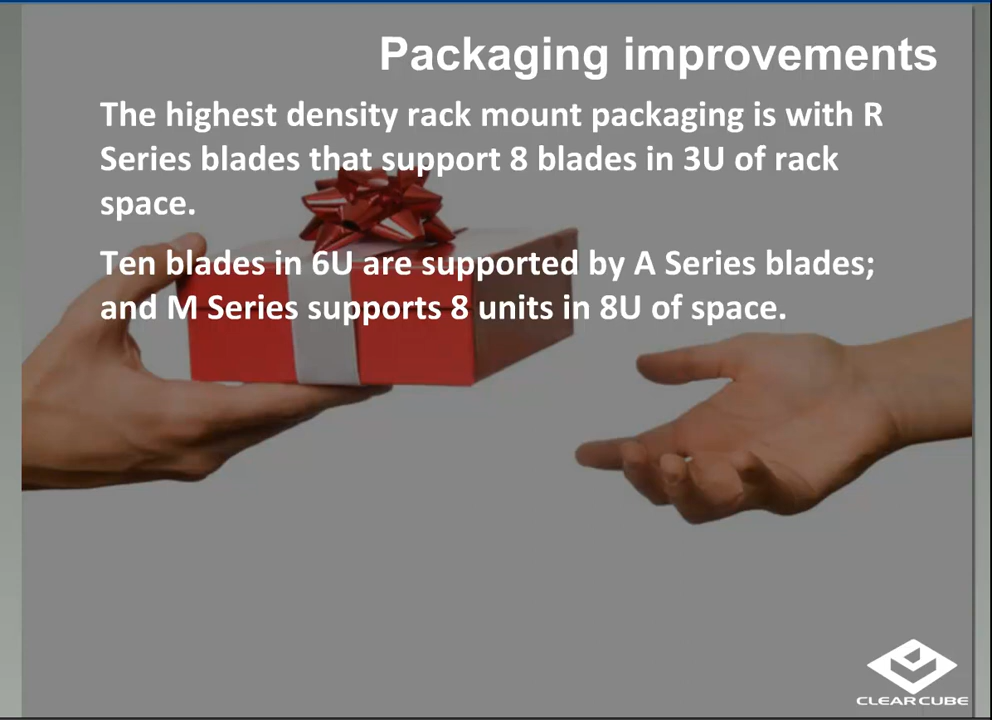 Packaging improvements
The highest density rack mount packaging is with R
Series blades that support 8 blades in 3U of rack
space.
Ten blades in 6U are supported by A Series blades;
and M Series supports 8 units in 8U of space.
CLEARCUBE